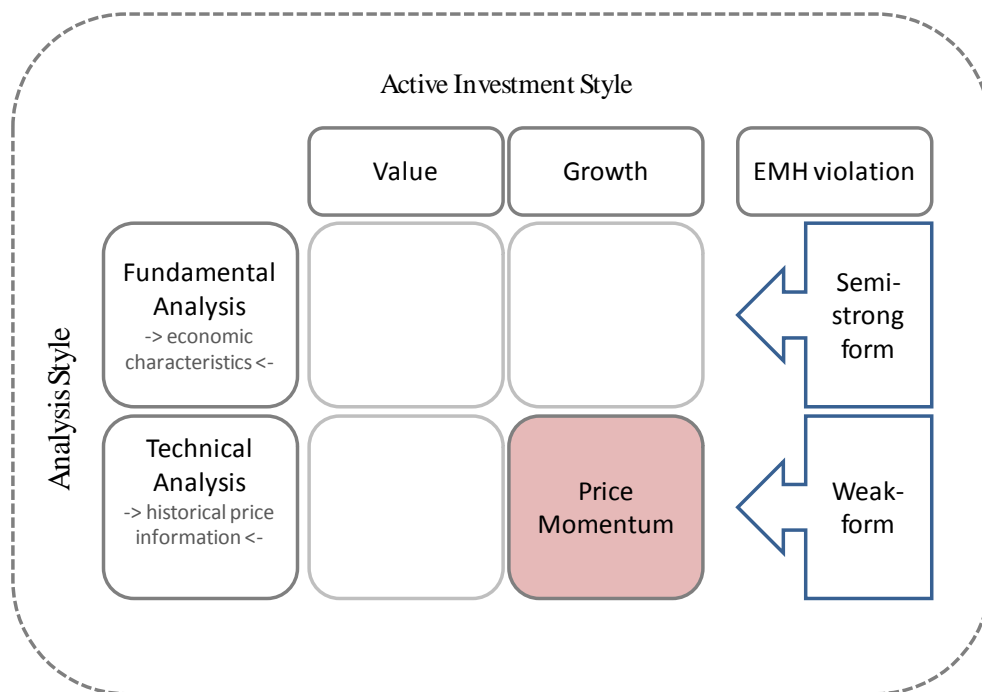 Active Investment Style
Value
Growth
EMH violation
Analysis Style
Fundamental
Analysis
-> economic
characteristics <-
Semi-
strong
form
Technical
Analysis
-> historical price
information <-
Price
Momentum
Weak-
form